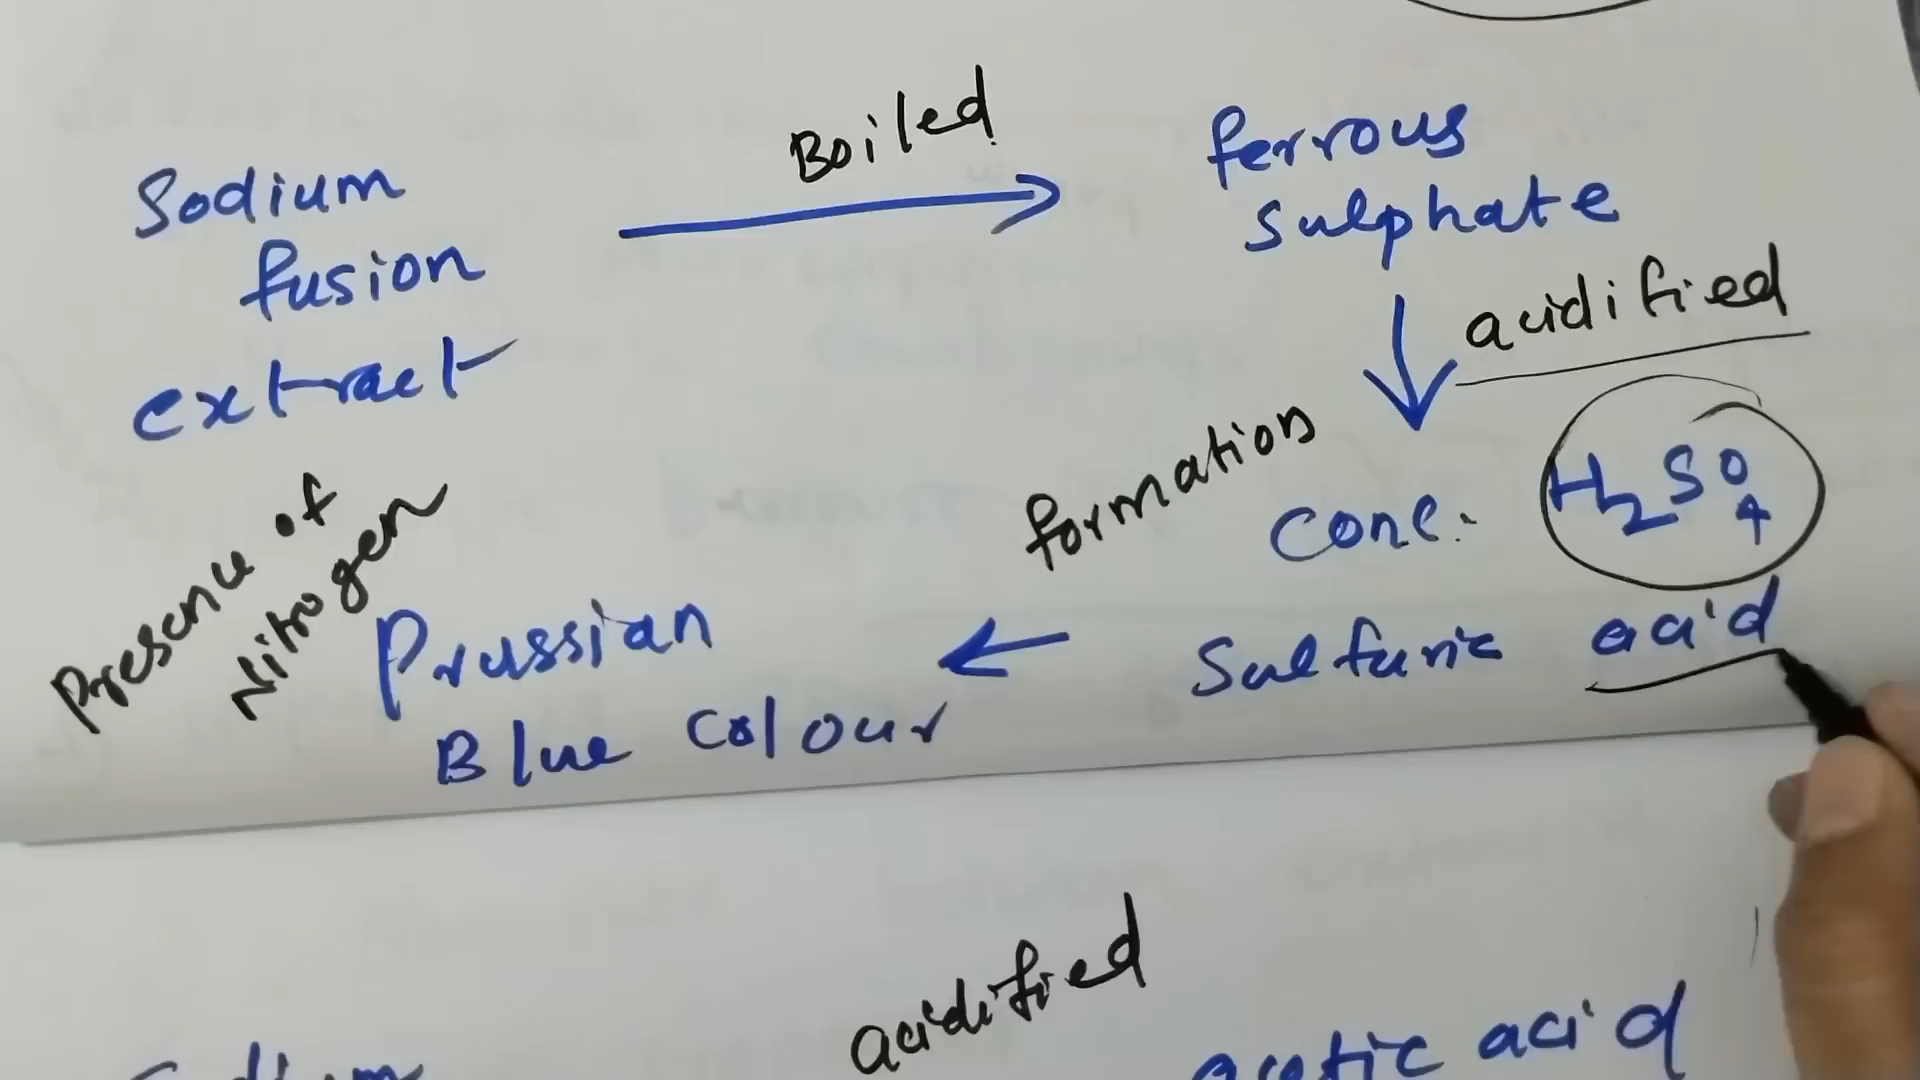 Sodium
fusion
extract
Boiled
ferrous
sulphate
acidified
Conc. H2SO4
Sulfuric acid
formation
Prussian
Blue Colour
Presence of
Nitrogen
acidified
acetic acid
Sodium